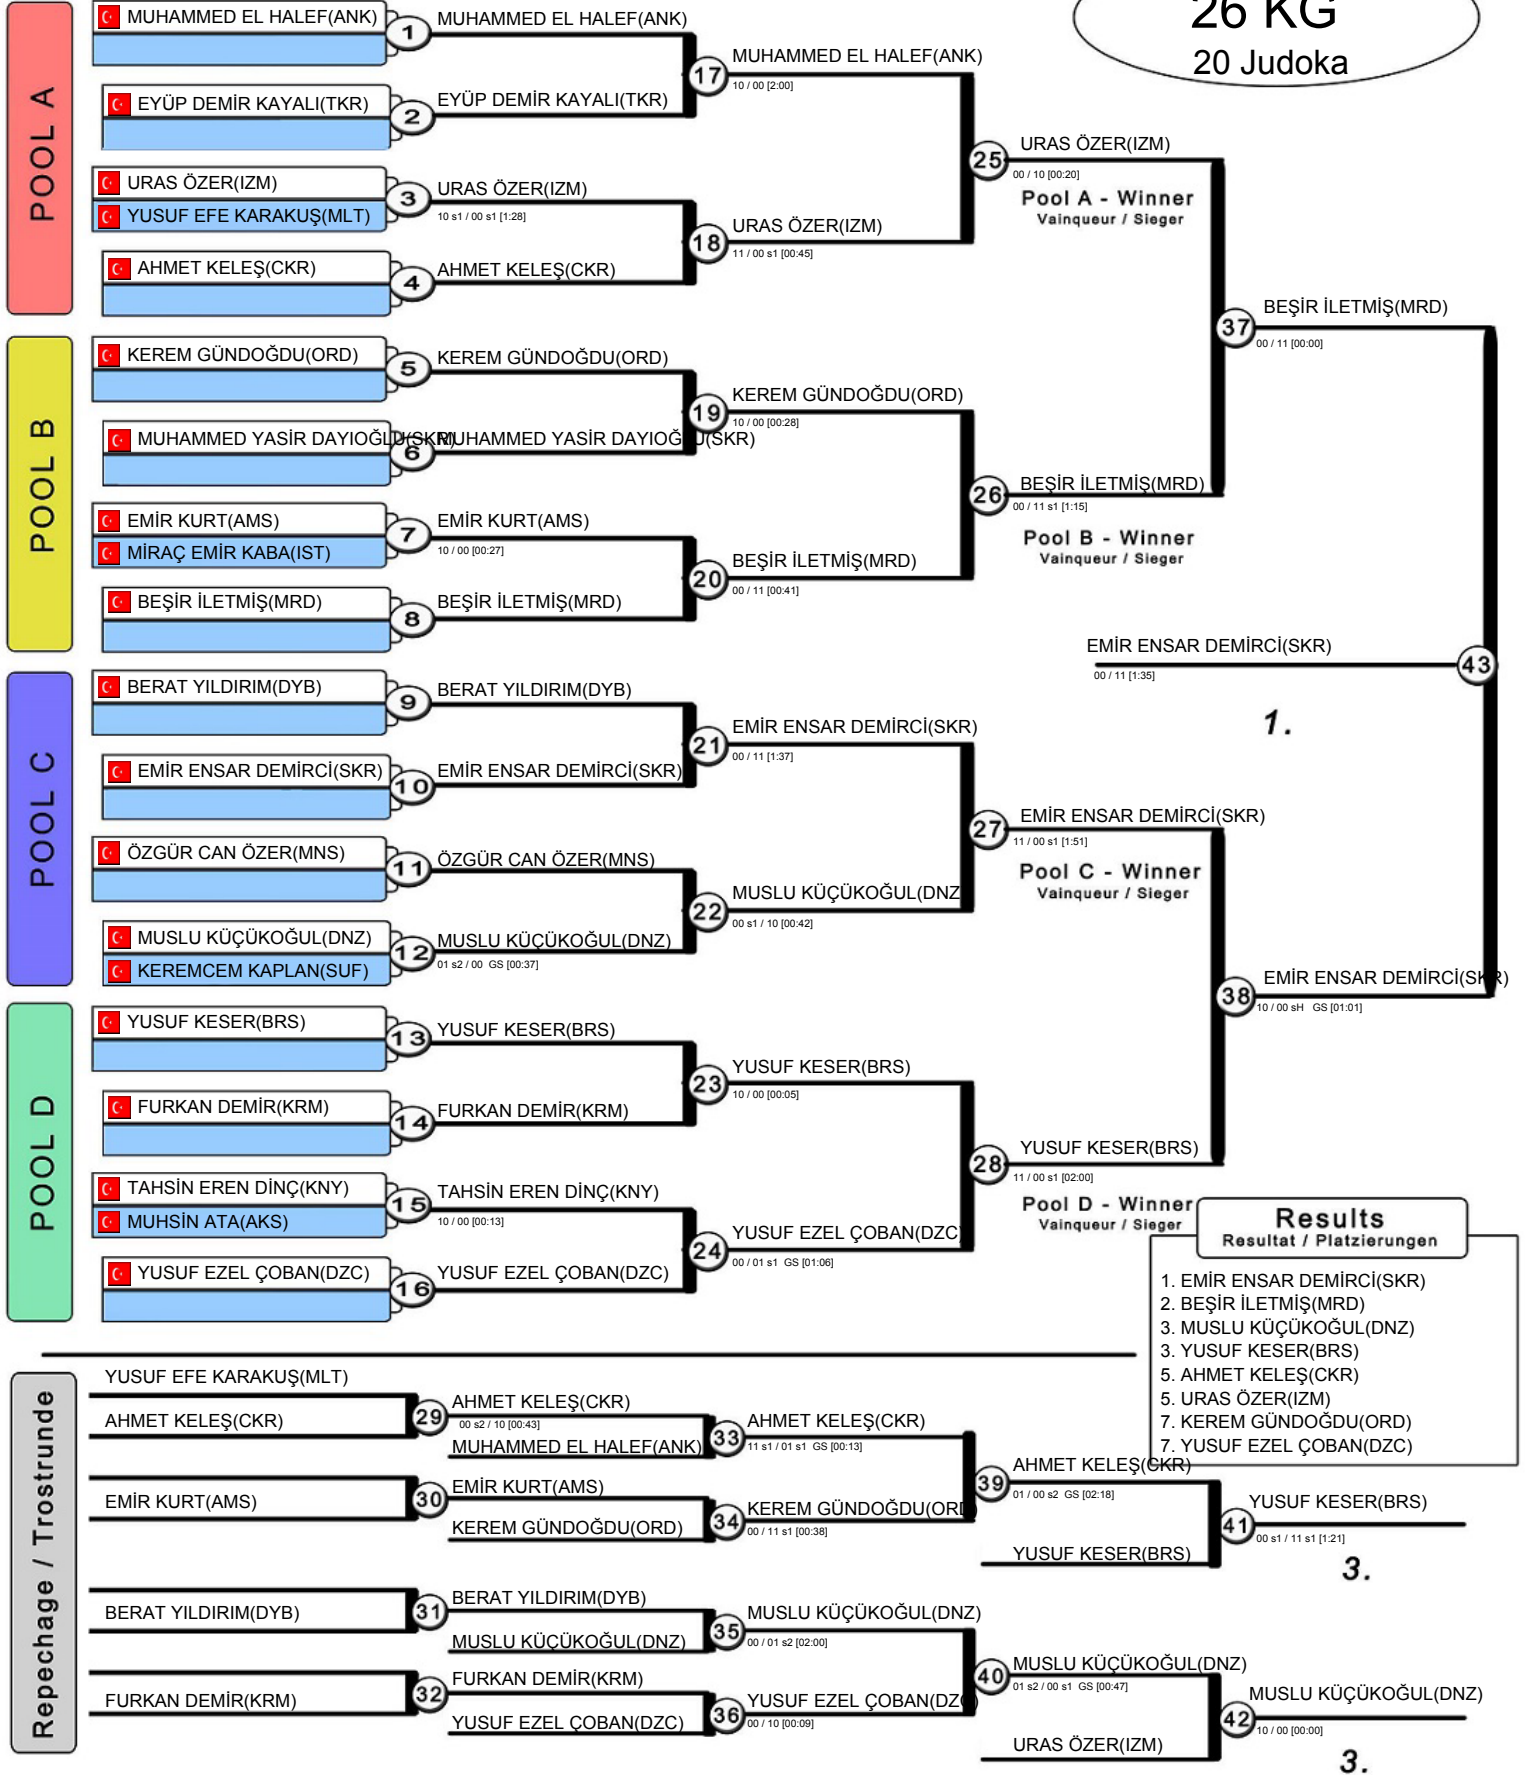 26 KG
20 Judoka
POOL A
MUHAMMED EL HALEF(ANK)
1
MUHAMMED EL HALEF(ANK)
EYÜP DEMİR KAYALI(TKR)
2
EYÜP DEMİR KAYALI(TKR)
17
MUHAMMED EL HALEF(ANK)
10 / 00 [2:00]
URAS ÖZER(IZM)
YUSUF EFE KARAKUŞ(MLT)
3
URAS ÖZER(IZM)
10 s1 / 00 s1 [1:28]
AHMET KELEŞ(CKR)
4
AHMET KELEŞ(CKR)
18
URAS ÖZER(IZM)
11 / 00 s1 [00:45]
25
URAS ÖZER(IZM)
00 / 10 [00:20]
Pool A - Winner
Vainqueur / Sieger
POOL B
KEREM GÜNDOĞDU(ORD)
5
KEREM GÜNDOĞDU(ORD)
MUHAMMED YASİR DAYIOĞLU(SKR)
6
MUHAMMED YASİR DAYIOĞLU(SKR)
19
KEREM GÜNDOĞDU(ORD)
10 / 00 [00:28]
EMİR KURT(AMS)
MİRAÇ EMİR KABA(IST)
7
EMİR KURT(AMS)
10 / 00 [00:27]
BEŞİR İLETMİŞ(MRD)
8
BEŞİR İLETMİŞ(MRD)
20
BEŞİR İLETMİŞ(MRD)
00 / 11 [00:41]
26
BEŞİR İLETMİŞ(MRD)
00 / 11 s1 [1:15]
Pool B - Winner
Vainqueur / Sieger
37
BEŞİR İLETMİŞ(MRD)
00 / 11 [00:00]
EMİR ENSAR DEMİRCİ(SKR)
00 / 11 [1:35]
43
1.
POOL C
BERAT YILDIRIM(DYB)
9
BERAT YILDIRIM(DYB)
EMİR ENSAR DEMİRCİ(SKR)
10
EMİR ENSAR DEMİRCİ(SKR)
21
EMİR ENSAR DEMİRCİ(SKR)
00 / 11 [1:37]
ÖZGÜR CAN ÖZER(MNS)
11
ÖZGÜR CAN ÖZER(MNS)
MUSLU KÜÇÜKOĞUL(DNZ)
KEREMCEM KAPLAN(SUF)
12
MUSLU KÜÇÜKOĞUL(DNZ)
01 s2 / 00 GS [00:37]
22
MUSLU KÜÇÜKOĞUL(DNZ
00 s1 / 10 [00:42]
27
EMİR ENSAR DEMİRCİ(SKR)
11 / 00 s1 [1:51]
Pool C - Winner
Vainqueur / Sieger
POOL D
YUSUF KESER(BRS)
13
YUSUF KESER(BRS)
FURKAN DEMİR(KRM)
14
FURKAN DEMİR(KRM)
23
YUSUF KESER(BRS)
10 / 00 [00:05]
TAHSİN EREN DİNÇ(KNY)
MUHSİN ATA(AKS)
15
TAHSİN EREN DİNÇ(KNY)
10 / 00 [00:13]
YUSUF EZEL ÇOBAN(DZC)
16
YUSUF EZEL ÇOBAN(DZC)
24
YUSUF EZEL ÇOBAN(DZC
00 / 01 s1 GS [01:06]
28
YUSUF KESER(BRS)
11 / 00 s1 [02:00]
Pool D - Winner
Vainqueur / Sieger
38
EMİR ENSAR DEMİRCİ(SKR)
10 / 00 sH GS [01:01]
Results
Resultat / Platzierungen
1. EMİR ENSAR DEMİRCİ(SKR)
2. BEŞİR İLETMİŞ(MRD)
3. MUSLU KÜÇÜKOĞUL(DNZ)
3. YUSUF KESER(BRS)
5. AHMET KELEŞ(CKR)
5. URAS ÖZER(IZM)
7. KEREM GÜNDOĞDU(ORD)
7. YUSUF EZEL ÇOBAN(DZC)
Repechage / Trostrunde
YUSUF EFE KARAKUŞ(MLT)
AHMET KELEŞ(CKR)
29
AHMET KELEŞ(CKR)
00 s2 / 10 [00:43]
MUHAMMED EL HALEF(ANK)
33
AHMET KELEŞ(CKR)
11 s1 / 01 s1 GS [00:13]
EMİR KURT(AMS)
30
EMİR KURT(AMS)
KEREM GÜNDOĞDU(ORD)
34
KEREM GÜNDOĞDU(ORD
00 / 11 s1 [00:38]
39
AHMET KELEŞ(CKR)
01 / 00 s2 GS [02:18]
YUSUF KESER(BRS)
41
YUSUF KESER(BRS)
00 s1 / 11 s1 [1:21]
3.
BERAT YILDIRIM(DYB)
31
BERAT YILDIRIM(DYB)
MUSLU KÜÇÜKOĞUL(DNZ)
35
MUSLU KÜÇÜKOĞUL(DNZ)
00 / 01 s2 [02:00]
FURKAN DEMİR(KRM)
32
FURKAN DEMİR(KRM)
YUSUF EZEL ÇOBAN(DZC)
36
YUSUF EZEL ÇOBAN(DZC
00 / 10 [00:09]
40
MUSLU KÜÇÜKOĞUL(DNZ)
01 s2 / 00 s1 GS [00:47]
URAS ÖZER(IZM)
42
MUSLU KÜÇÜKOĞUL(DNZ)
10 / 00 [00:00]
3.